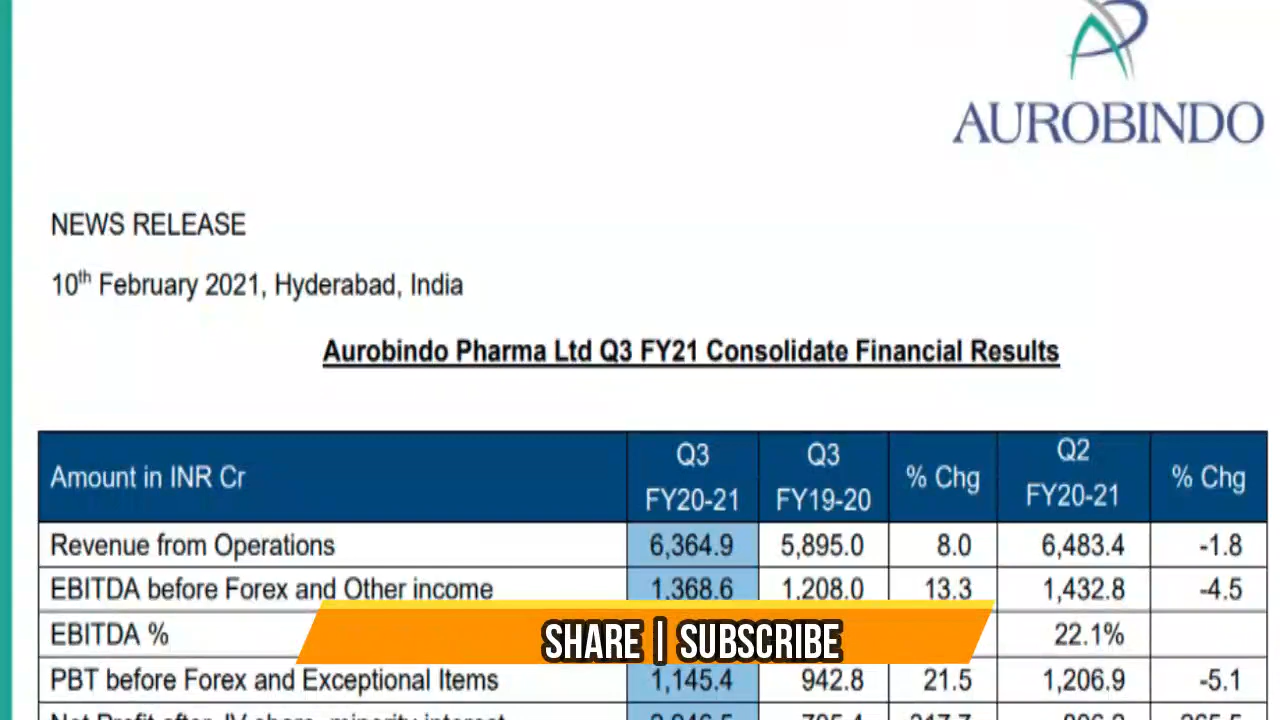 AUROBINDO
NEWS RELEASE
10th February 2021, Hyderabad, India
Aurobindo Pharma Ltd Q3 FY21 Consolidate Financial Results
Amount in INR Cr Q3 FY20-21 Q3 FY19-20 % Chg Q2 FY20-21 % Chg
Revenue from Operations 6,364.9 5,895.0 8.0 6,483.4 -1.8
EBITDA before Forex and Other income 1,368.6 1,208.0 13.3 1,432.8 -4.5
EBITDA % 22.1%
SHARE | SUBSCRIBE
PBT before Forex and Exceptional Items 1,145.4 942.8 21.5 1,206.9 -5.1